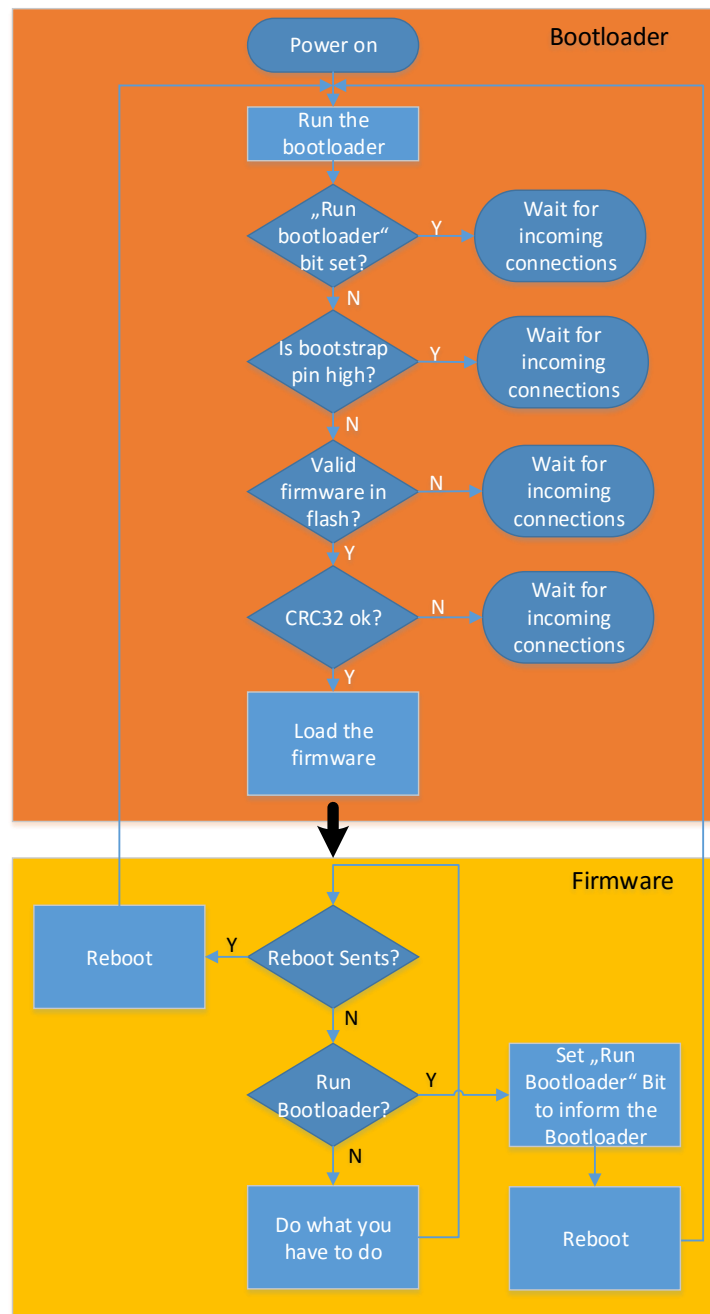 Power on
Bootloader
Run the
bootloader
„Run
bootloader“
bit set?
Y
Wait for
incoming
connections
N
Is bootstrap
pin high?
Y
Wait for
incoming
connections
N
Valid
firmware in
flash?
N
Wait for
incoming
connections
Y
CRC32 ok?
N
Wait for
incoming
connections
Y
Load the
firmware
Firmware
Reboot
Y
Reboot Sents?
N
Run
Bootloader?
Y
Set „Run
Bootloader“ Bit
to inform the
Bootloader
N
Do what you
have to do
Reboot